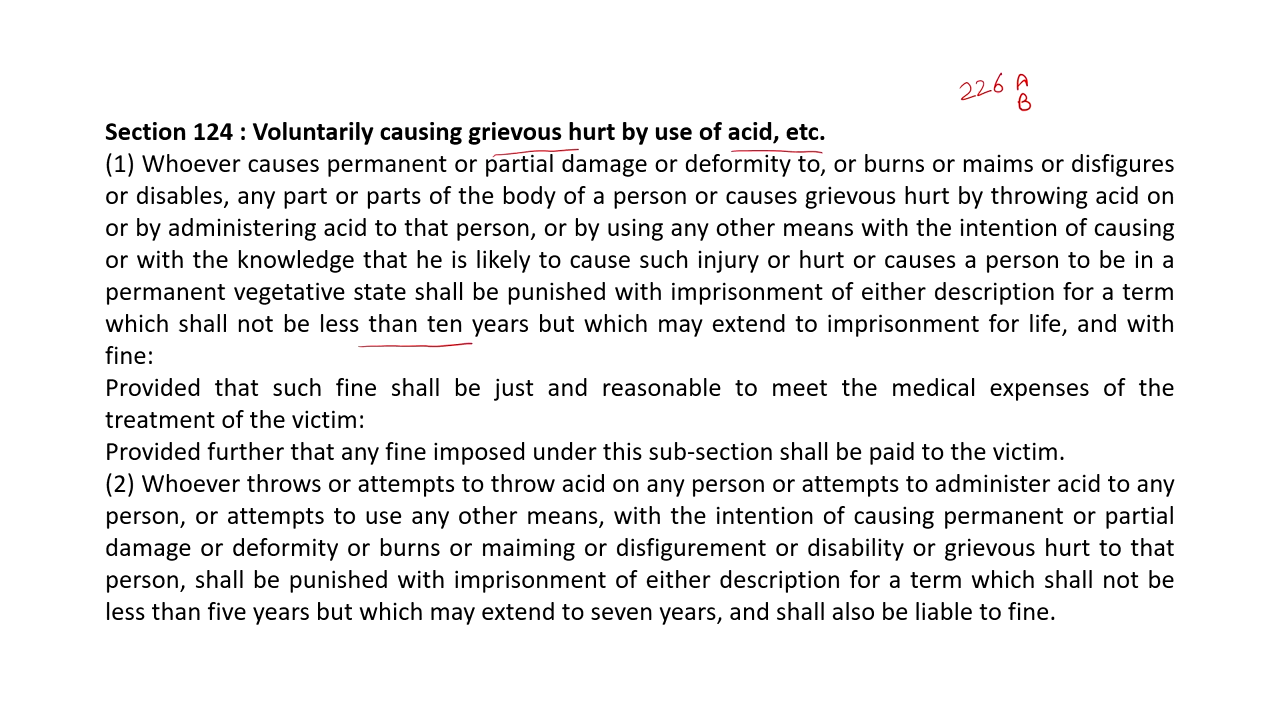 226 A
B
Section 124 : Voluntarily causing grievous hurt by use of acid, etc.
(1) Whoever causes permanent or partial damage or deformity to, or burns or maims or disfigures
or disables, any part or parts of the body of a person or causes grievous hurt by throwing acid on
or by administering acid to that person, or by using any other means with the intention of causing
or with the knowledge that he is likely to cause such injury or hurt or causes a person to be in a
permanent vegetative state shall be punished with imprisonment of either description for a term
which shall not be less than ten years but which may extend to imprisonment for life, and with
fine:
Provided that such fine shall be just and reasonable to meet the medical expenses of the
treatment of the victim:
Provided further that any fine imposed under this sub-section shall be paid to the victim.
(2) Whoever throws or attempts to throw acid on any person or attempts to administer acid to any
person, or attempts to use any other means, with the intention of causing permanent or partial
damage or deformity or burns or maiming or disfigurement or disability or grievous hurt to that
person, shall be punished with imprisonment of either description for a term which shall not be
less than five years but which may extend to seven years, and shall also be liable to fine.